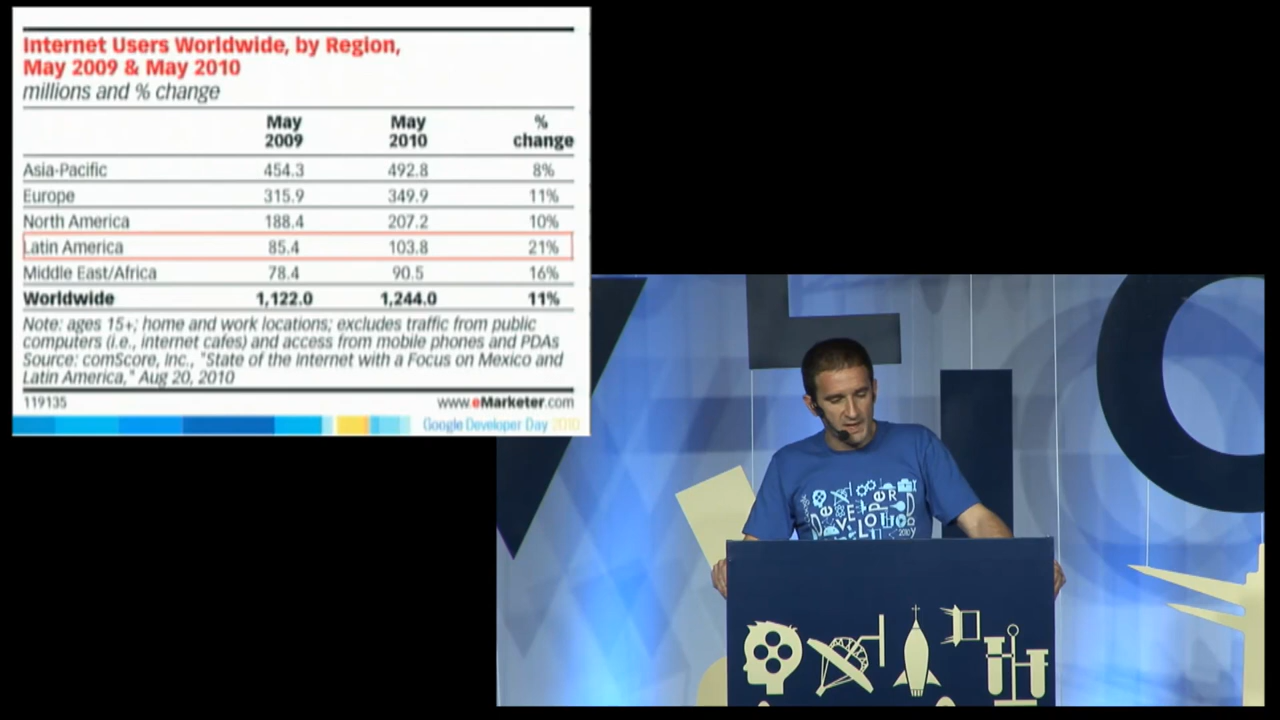 Internet Users Worldwide, by Region,
May 2009 & May 2010
millions and % change
May 2009 May 2010 % change
Asia-Pacific 454.3 492.8 8%
Europe 315.9 349.9 11%
North America 188.4 207.2 10%
Latin America 85.4 103.8 21%
Middle East/Africa 78.4 90.5 16%
Worldwide 1,122.0 1,244.0 11%
Note: ages 15+; home and work locations; excludes traffic from public
computers (i.e., internet cafes) and access from mobile phones and PDAs
Source: comScore, Inc., "State of the Internet with a Focus on Mexico and
Latin America," Aug 20, 2010
119135 www.eMarketer.com
Google Developer Day 2010